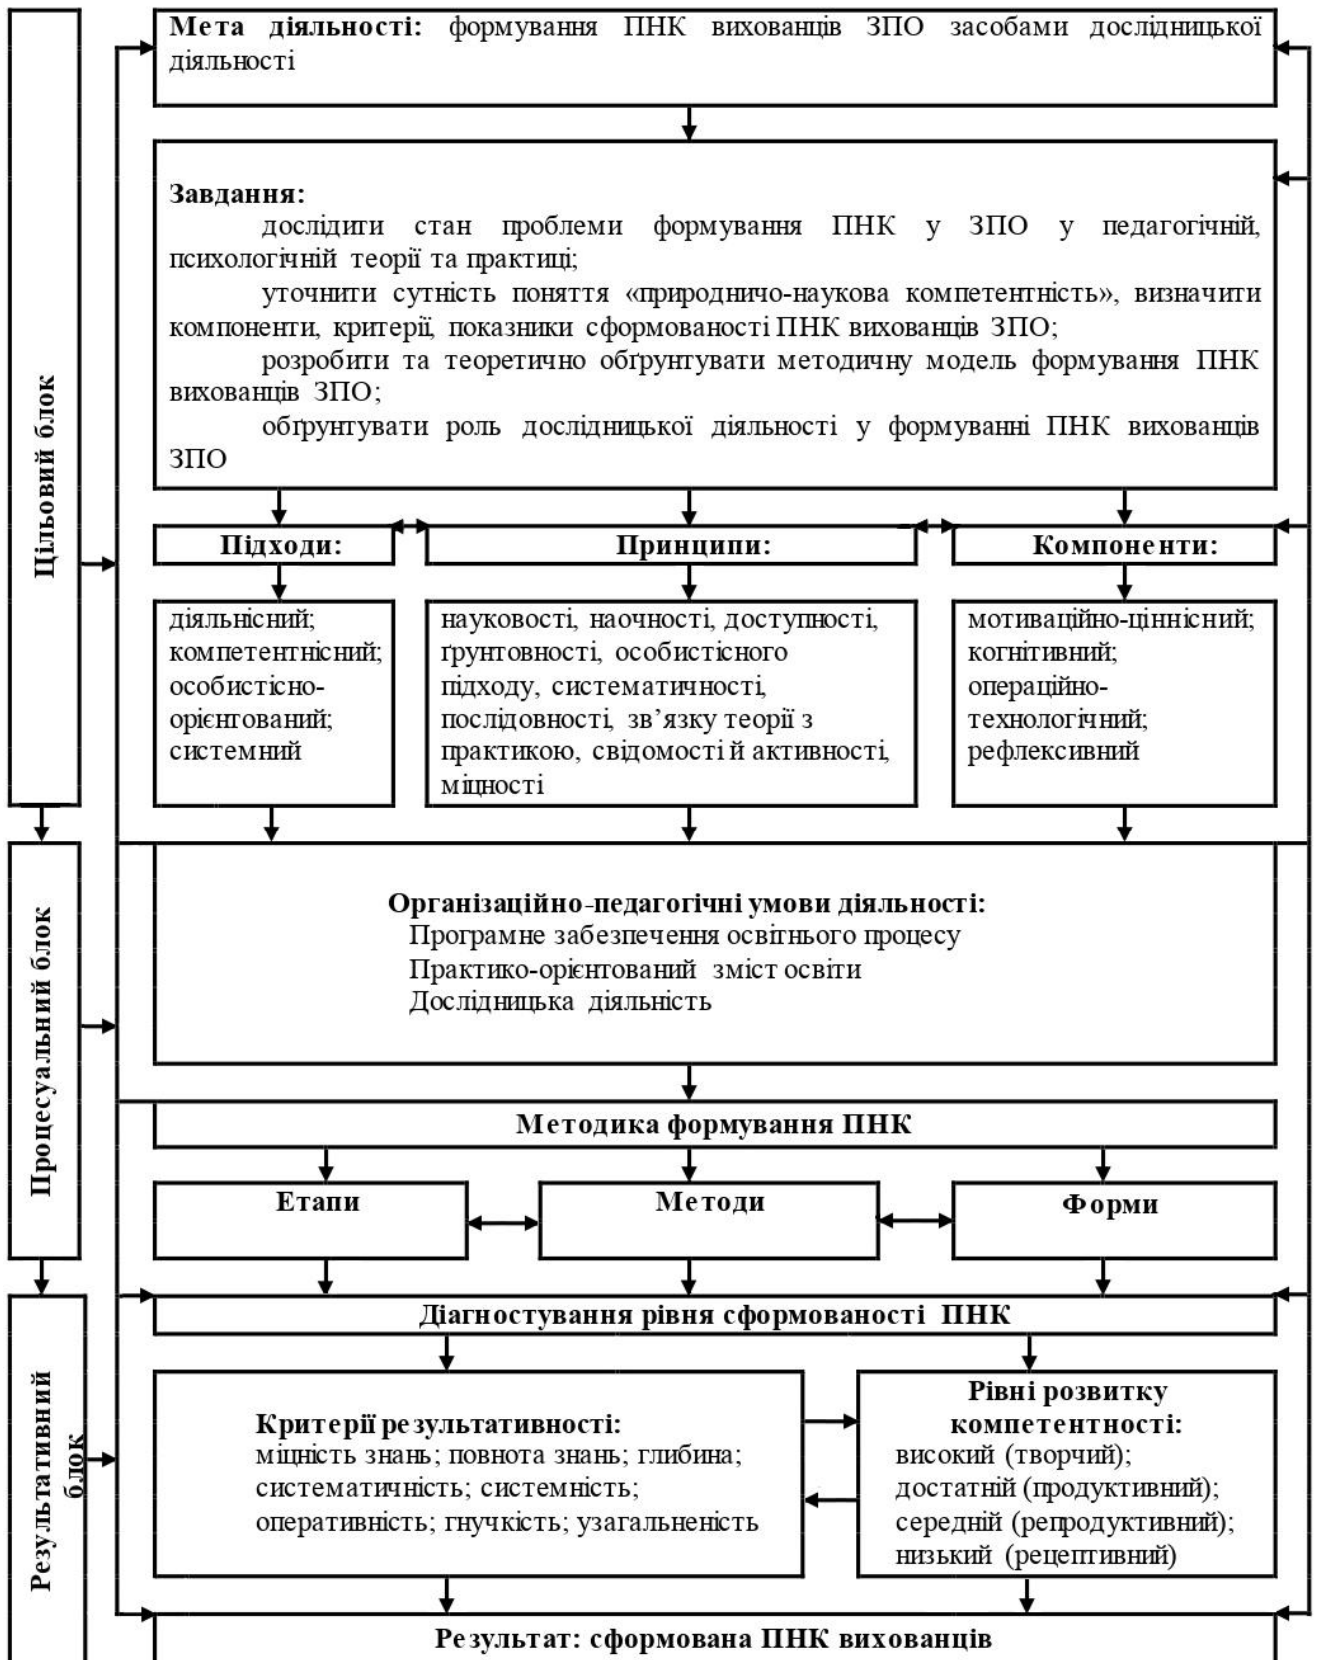 Цільовий блок
Мета діяльності: формування ПНК вихованців ЗПО засобами дослідницької
діяльності
Завдання:
дослідити стан проблеми формування ПНК у ЗПО у педагогічній,
психологічній теорії та практиці;
уточнити сутність поняття «природничо-наукова компетентність», визначити
компоненти, критерії, показники сформованості ПНК вихованців ЗПО;
розробити та теоретично обґрунтувати методичну модель формування ПНК
вихованців ЗПО;
обґрунтувати роль дослідницької діяльності у формуванні ПНК вихованців
ЗПО
Підходи:
діяльнісний;
компетентнісний;
особистісно-
орієнтований;
системний
Принципи:
науковості, наочності, доступності,
ґрунтовності, особистісного
підходу, систематичності,
послідовності, зв’язку теорії з
практикою, свідомості й активності,
міцності
Компоненти:
мотиваційно-ціннісний;
когнітивний;
операційно-
технологічний;
рефлексивний
Процесуальний блок
Організаційно-педагогічні умови діяльності:
Програмне забезпечення освітнього процесу
Практико-орієнтований зміст освіти
Дослідницька діяльність
Методика формування ПНК
Етапи
Методи
Форми
Результативний
блок
Діагностування рівня сформованості ПНК
Критерії результативності:
міцність знань; повнота знань; глибина;
систематичність; системність;
оперативність; гнучкість; узагальненість
Рівні розвитку
компетентності:
високий (творчий);
достатній (продуктивний);
середній (репродуктивний);
низький (рецептивний)
Результат: сформована ПНК вихованців